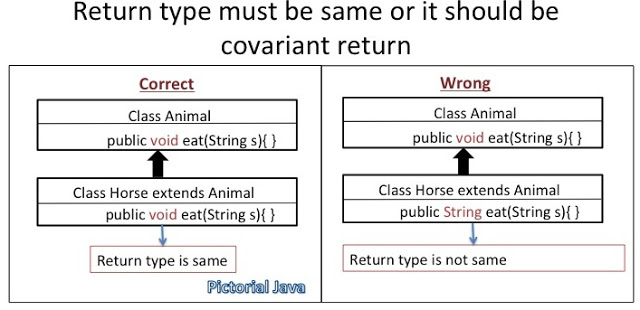 Return type must be same or it should be
covariant return
Correct
Class Animal
public void eat(String s){ }
Class Horse extends Animal
public void eat(String s){ }
Return type is same
Pictorial Java
Wrong
Class Animal
public void eat(String s){ }
Class Horse extends Animal
public String eat(String s){ }
Return type is not same